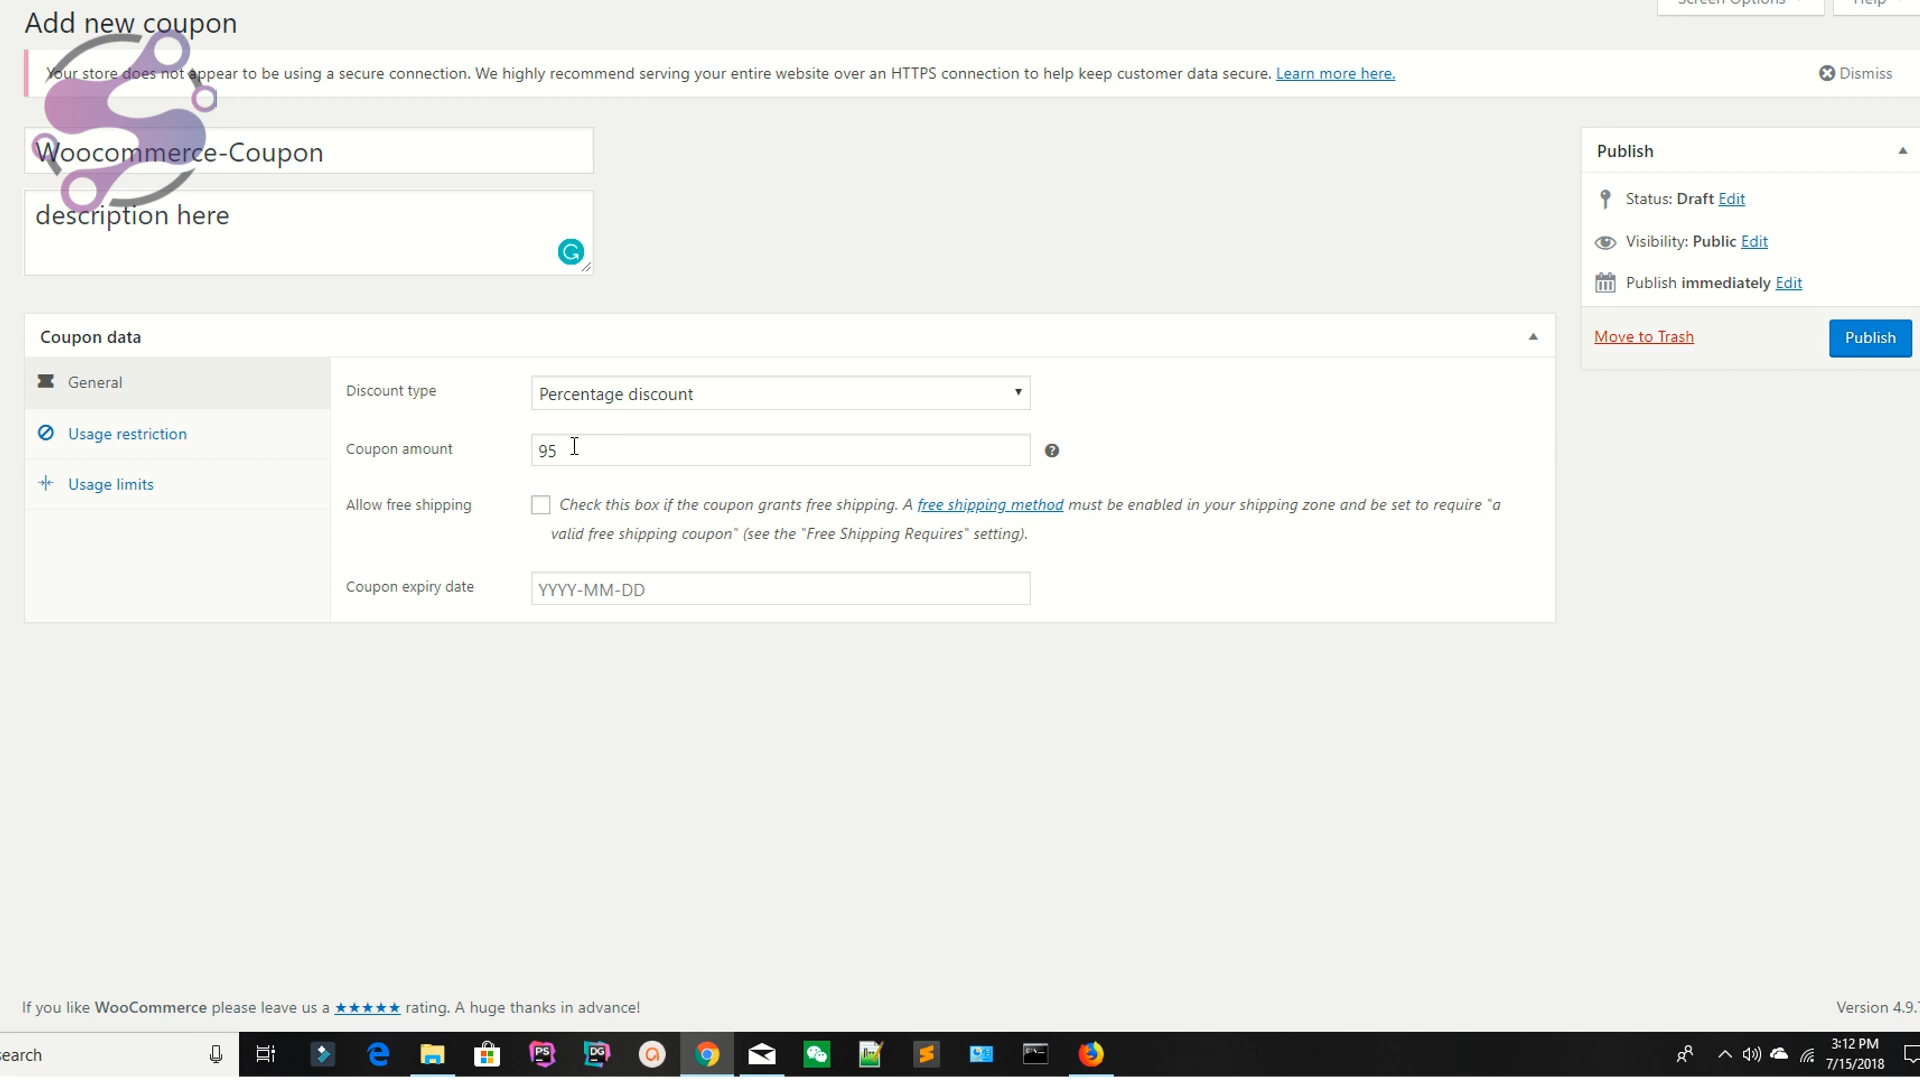 Add new coupon
Screen Options
Help
Your store does not appear to be using a secure connection. We highly recommend serving your entire website over an HTTPS connection to help keep customer data secure. Learn more here.
Dismiss
Woocommerce-Coupon
description here
Publish
Status: Draft Edit
Visibility: Public Edit
Publish immediately Edit
Move to Trash
Publish
Coupon data
General
Usage restriction
Usage limits
Discount type
Percentage discount
Coupon amount
95
Allow free shipping
Check this box if the coupon grants free shipping. A free shipping method must be enabled in your shipping zone and be set to require "a
valid free shipping coupon" (see the "Free Shipping Requires" setting).
Coupon expiry date
YYYY-MM-DD
If you like WooCommerce please leave us a ★★★★★ rating. A huge thanks in advance!
Version 4.9.
earch
PS
DG
3:12 PM
7/15/2018